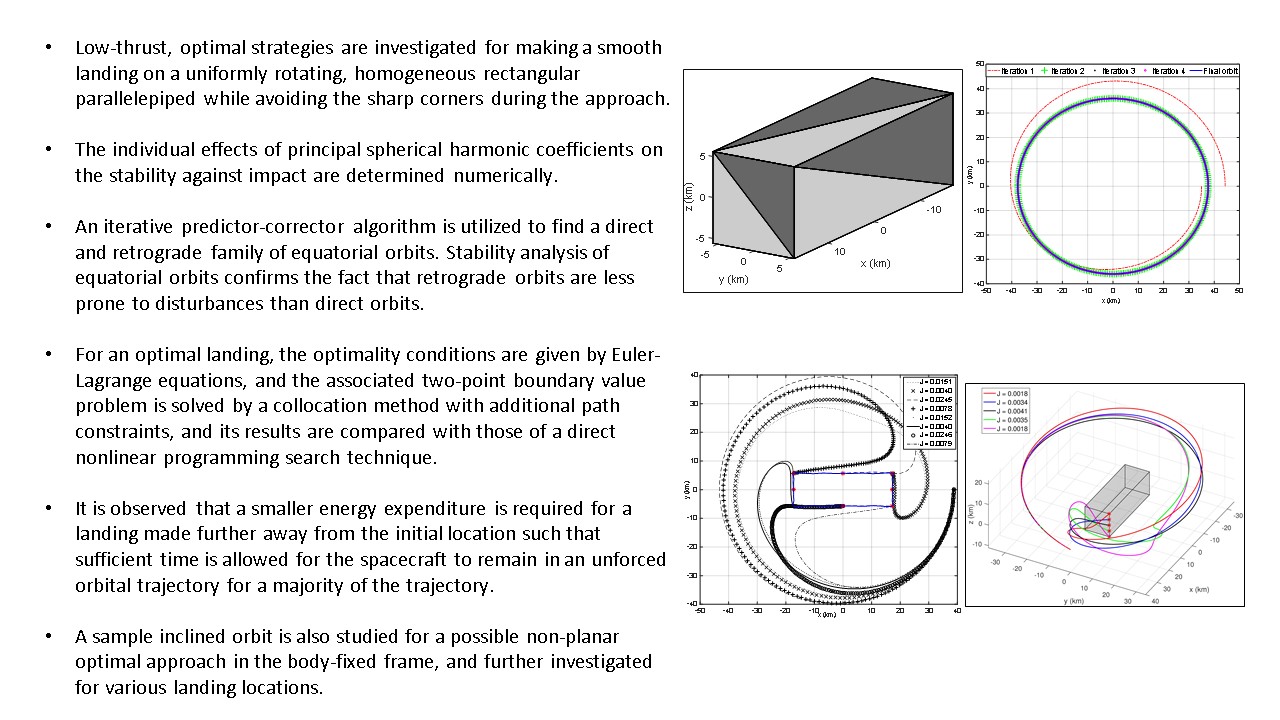 • Low-thrust, optimal strategies are investigated for making a smooth
landing on a uniformly rotating, homogeneous rectangular
parallelepiped while avoiding the sharp corners during the approach.
• The individual effects of principal spherical harmonic coefficients on
the stability against impact are determined numerically.
• An iterative predictor-corrector algorithm is utilized to find a direct
and retrograde family of equatorial orbits. Stability analysis of
equatorial orbits confirms the fact that retrograde orbits are less
prone to disturbances than direct orbits.
• For an optimal landing, the optimality conditions are given by Euler-
Lagrange equations, and the associated two-point boundary value
problem is solved by a collocation method with additional path
constraints, and its results are compared with those of a direct
nonlinear programming search technique.
• It is observed that a smaller energy expenditure is required for a
landing made further away from the initial location such that
sufficient time is allowed for the spacecraft to remain in an unforced
orbital trajectory for a majority of the trajectory.
• A sample inclined orbit is also studied for a possible non-planar
optimal approach in the body-fixed frame, and further investigated
for various landing locations.
5
0
-5
z (km)
-5
0
5
y (km)
10
0
-10
x (km)
Iteration 1 Iteration 2 Iteration 3 Iteration 4 Final orbit
50
40
30
20
10
0
-10
-20
-30
-40
y (km)
-50 -40 -30 -20 -10 0 10 20 30 40 50
x (km)
J = 0.0151
J = 0.0040
J = 0.0245
J = 0.0078
J = 0.0152
J = 0.0040
J = 0.0246
J = 0.0079
40
30
20
10
0
-10
-20
-30
-40
y (km)
-50 -40 -30 -20 -10 0 10 20 30 40
x (km)
J = 0.0018
J = 0.0034
J = 0.0041
J = 0.0035
J = 0.0018
20
10
0
-10
z (km)
-30
-20
-10
0
10
20
30
40
y (km)
-30
-20
-10
0
10
20
30
x (km)